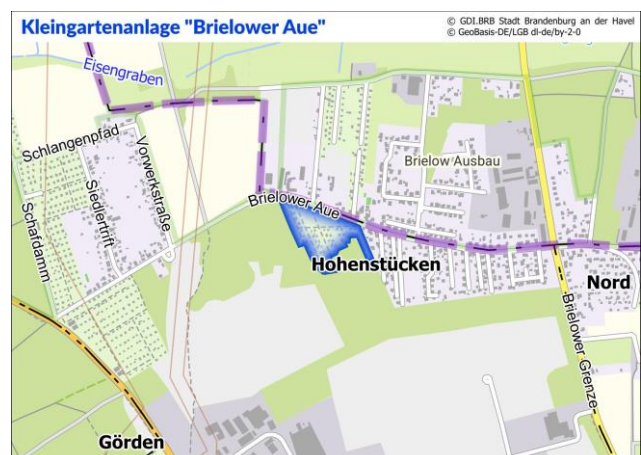 Kleingartenanlage "Brielower Aue"
© GDI.BRB Stadt Brandenburg an der Havel
© GeoBasis-DE/LGB dl-de/by-2-0
Eisengraben
Schlangenpfad
Vorwerkstraße
Siedlertrift
Schafdamm
Brielow Ausbau
Brielower Aue
Hohenstücken
Nord
Brielower Grenze
Görden